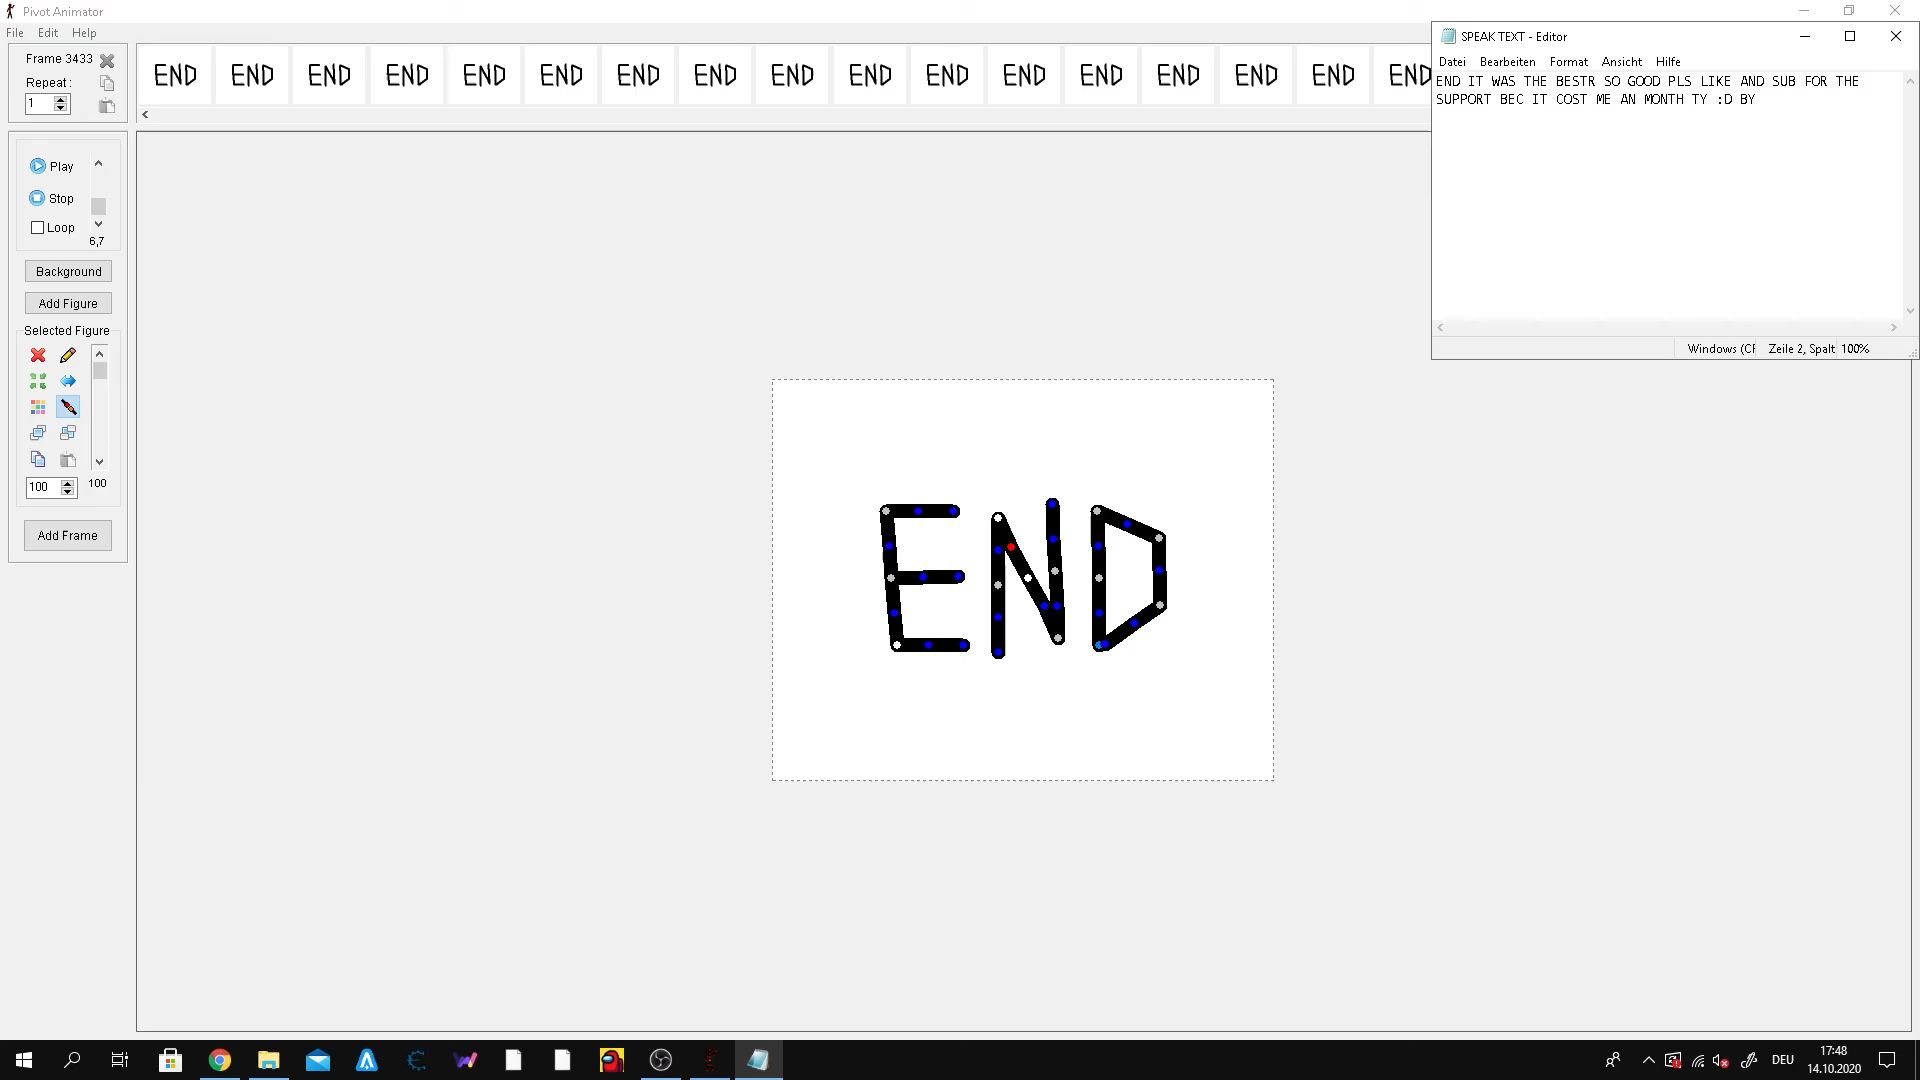 Pivot Animator
File Edit Help
Frame 3433
Repeat :
1
END END END END END END END END END END END END END END END END END
Play
Stop
Loop
6,7
Background
Add Figure
Selected Figure
100 100
Add Frame
SPEAK TEXT - Editor
Datei Bearbeiten Format Ansicht Hilfe
END IT WAS THE BESTR SO GOOD PLS LIKE AND SUB FOR THE
SUPPORT BEC IT COST ME AN MONTH TY :D BY
Windows (CF Zeile 2, Spalt 100%
END
DEU
17:48
14.10.2020